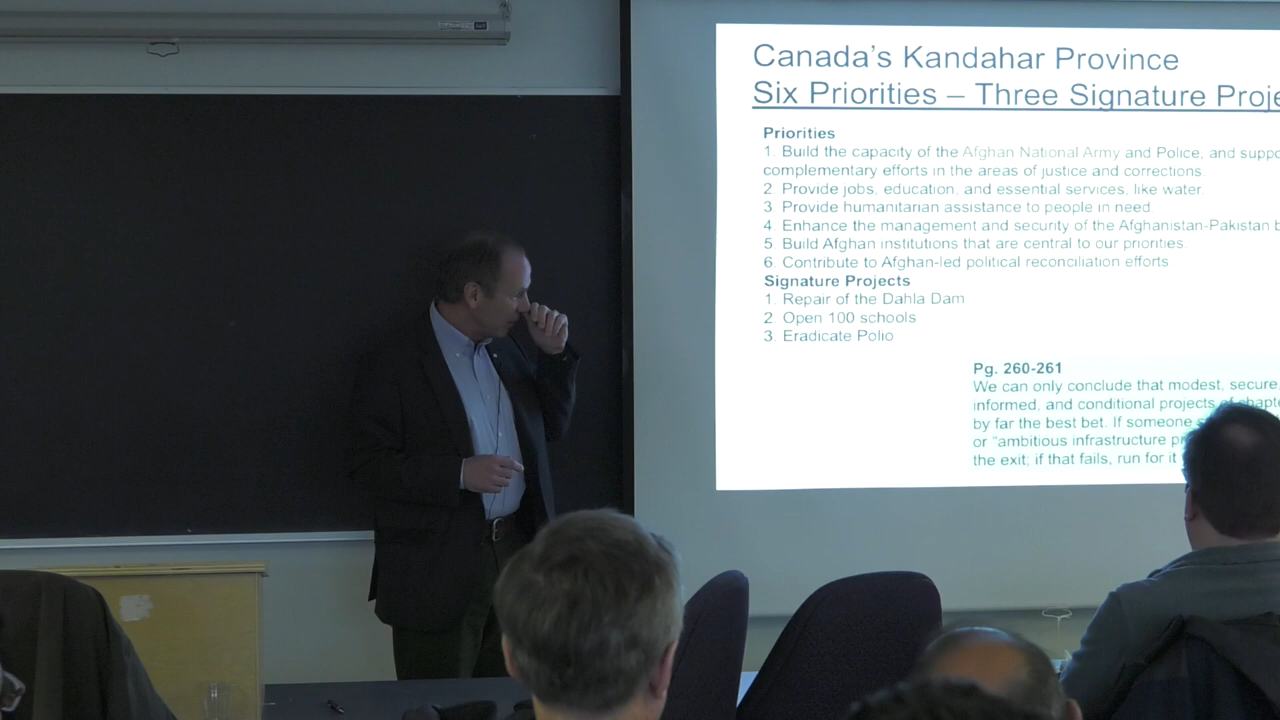 Canada's Kandahar Province
Six Priorities – Three Signature
Priorities
1. Build the capacity of the Afghan National Army and Police, and
complementary efforts in the areas of justice and corrections.
2. Provide jobs, education, and essential services, like water.
3. Provide humanitarian assistance to people in need.
4. Enhance the management and security of the Afghanistan-Pakistan
5. Build Afghan institutions that are central to our priorities.
6. Contribute to Afghan-led political reconciliation efforts
Signature Projects
1. Repair of the Dahla Dam
2. Open 100 schools
3. Eradicate Polio
Pg. 260-261
We can only conclude that modest, secure,
informed, and conditional projects of
by far the best bet. If someone
or "ambitious infrastructure
the exit; if that fails, run for it